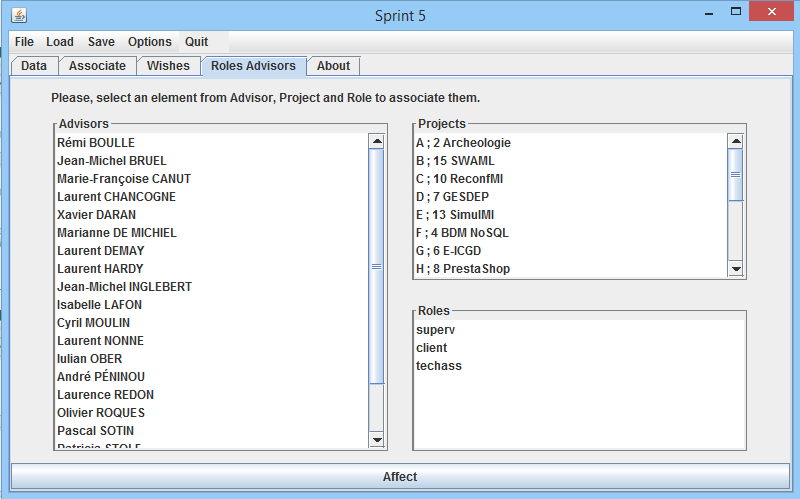 Sprint 5
File Load Save Options Quit
Data Associate Wishes Roles Advisors About
Please, select an element from Advisor, Project and Role to associate them.
Advisors
Rémi BOULLE
Jean-Michel BRUEL
Marie-Françoise CANUT
Laurent CHANCOGNE
Xavier DARAN
Marianne DE MICHIEL
Laurent DEMAY
Laurent HARDY
Jean-Michel INGLEBERT
Isabelle LAFON
Cyril MOULIN
Laurent NONNE
Iulian OBER
André PÉNINOU
Laurence REDON
Olivier ROQUES
Pascal SOTIN
Patricia STOLF
Projects
A ; 2 Archeologie
B ; 15 SWAML
C ; 10 ReconfMI
D ; 7 GESDEP
E ; 13 SimulMI
F ; 4 BDM NoSQL
G ; 6 E-ICGD
H ; 8 PrestaShop
Roles
superv
client
techass
Affect